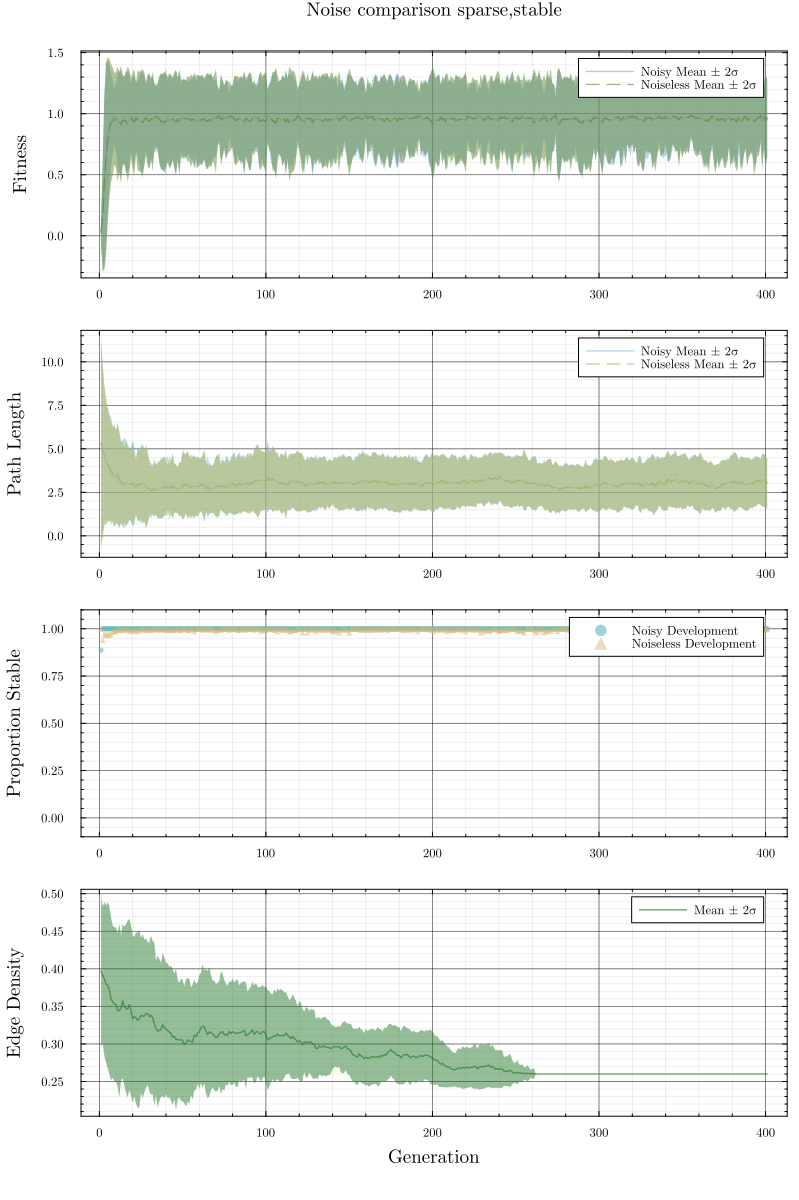 Noise comparison sparse,stable
Fitness
1.5
1.0
0.5
0.0
Noisy Mean ± 2σ
Noiseless Mean ± 2σ
0 100 200 300 400
Path Length
10.0
7.5
5.0
2.5
0.0
Noisy Mean ± 2σ
Noiseless Mean ± 2σ
0 100 200 300 400
Proportion Stable
1.00
0.75
0.50
0.25
0.00
Noisy Development
Noiseless Development
0 100 200 300 400
Edge Density
0.50
0.45
0.40
0.35
0.30
0.25
Mean ± 2σ
0 100 200 300 400
Generation